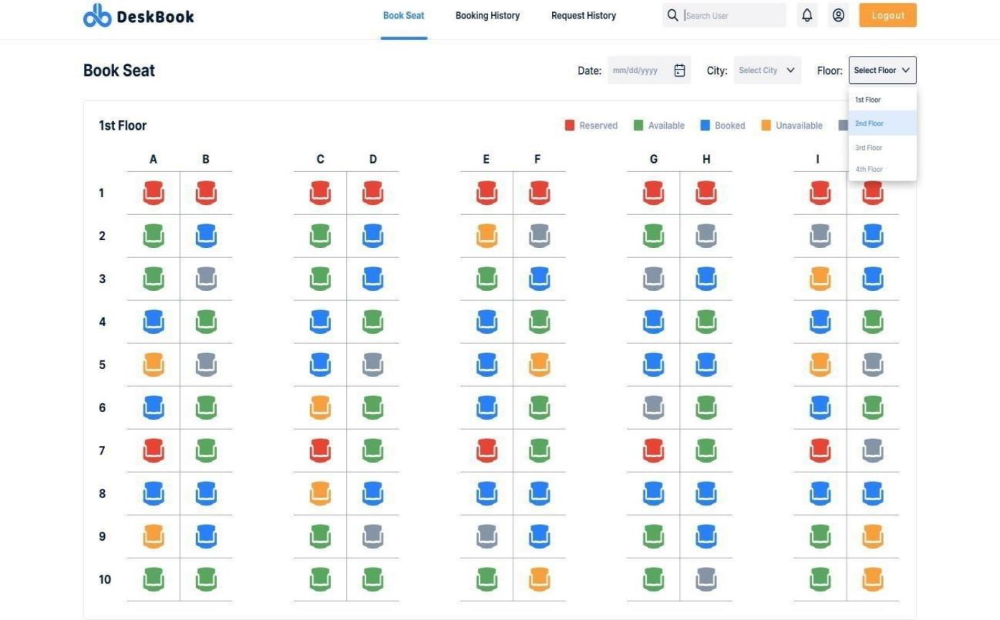 DeskBook
Book Seat
Booking History
Request History
Search User
Logout
Book Seat
Date: mm/dd/yyyy
City: Select City
Floor: Select Floor
1st Floor
2nd Floor
3rd Floor
4th Floor
1st Floor
Reserved
Available
Booked
Unavailable
A B C D E F G H I
1
2
3
4
5
6
7
8
9
10